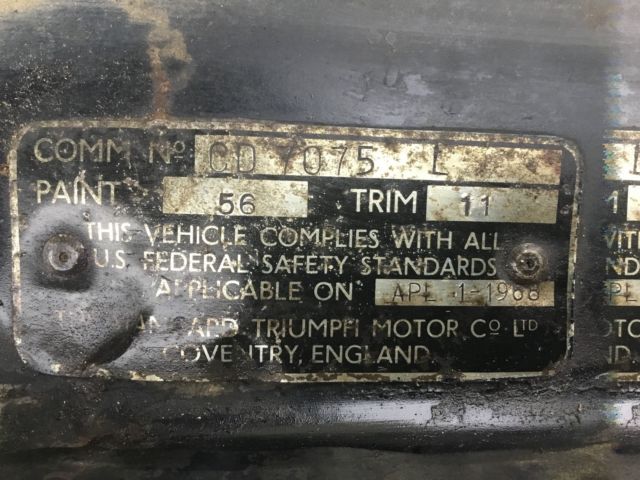 COMM. Nº CD 7075 L
PAINT 56 TRIM 11
THIS VEHICLE COMPLIES WITH ALL
U.S. FEDERAL SAFETY STANDARDS
APPLICABLE ON APL 1-1968
TRIUMPH MOTOR Cº LTD
COVENTRY, ENGLAND